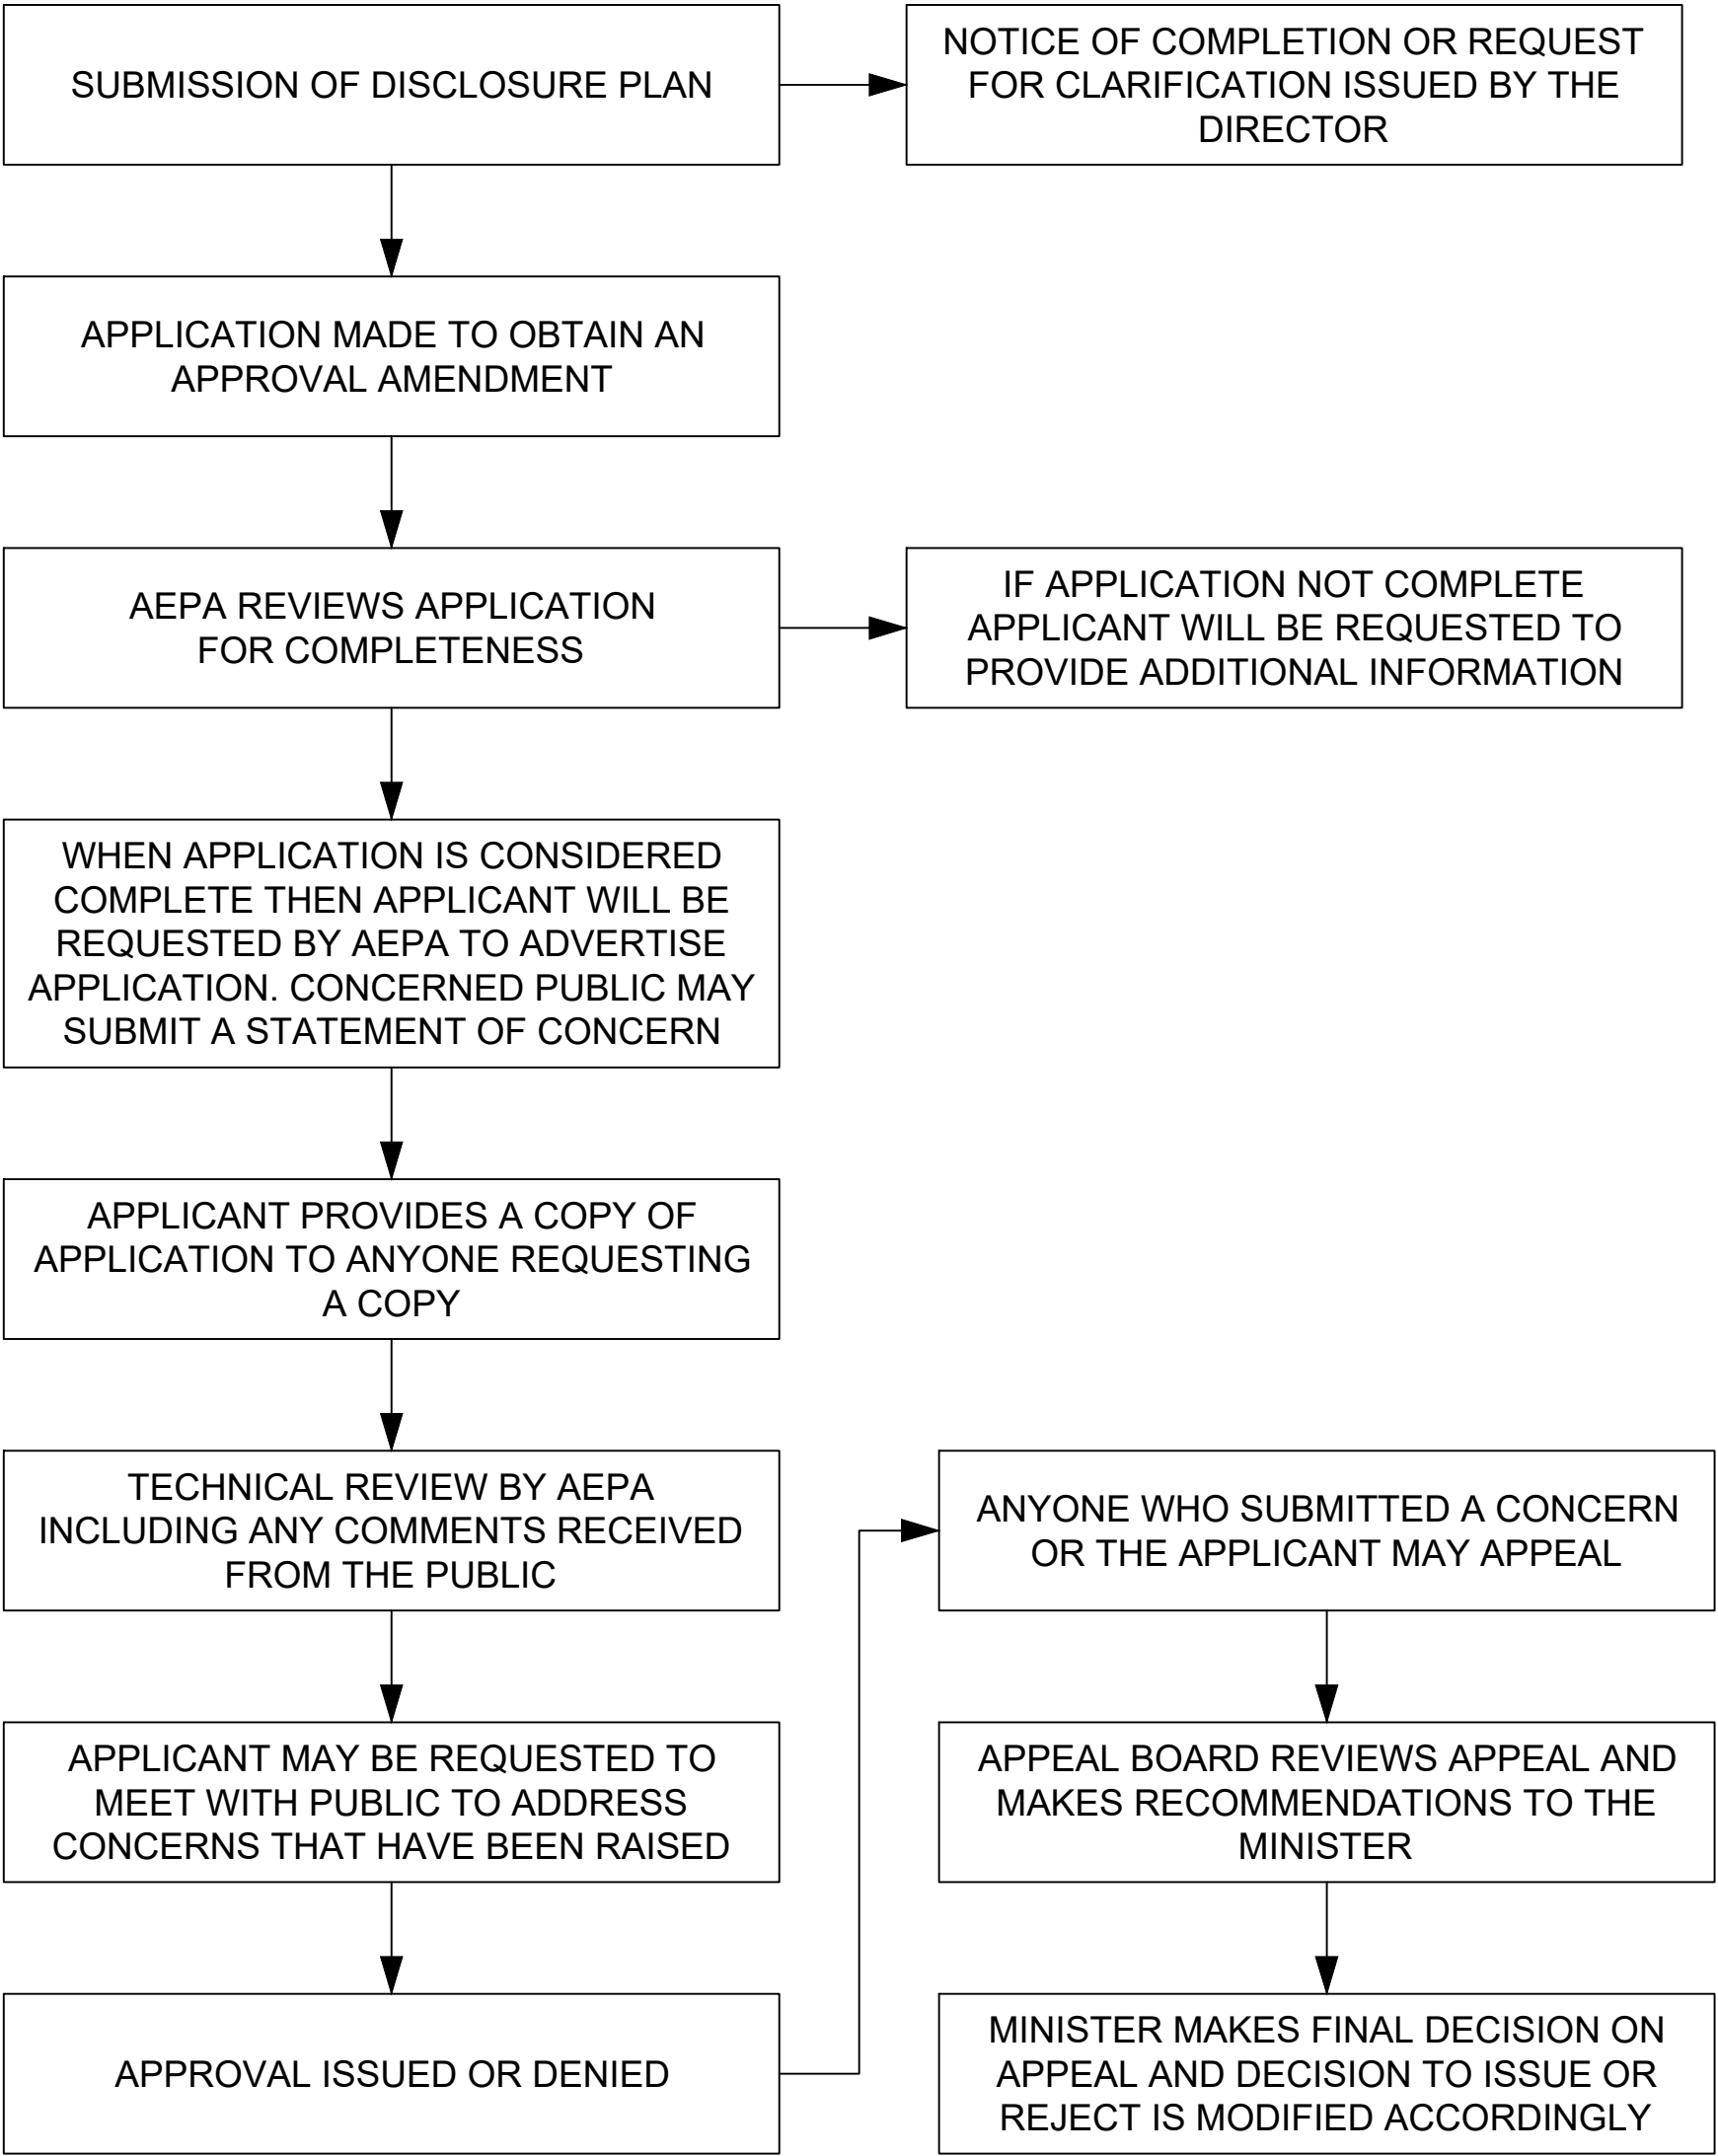 SUBMISSION OF DISCLOSURE PLAN
NOTICE OF COMPLETION OR REQUEST
FOR CLARIFICATION ISSUED BY THE
DIRECTOR
APPLICATION MADE TO OBTAIN AN
APPROVAL AMENDMENT
AEPA REVIEWS APPLICATION
FOR COMPLETENESS
IF APPLICATION NOT COMPLETE
APPLICANT WILL BE REQUESTED TO
PROVIDE ADDITIONAL INFORMATION
WHEN APPLICATION IS CONSIDERED
COMPLETE THEN APPLICANT WILL BE
REQUESTED BY AEPA TO ADVERTISE
APPLICATION. CONCERNED PUBLIC MAY
SUBMIT A STATEMENT OF CONCERN
APPLICANT PROVIDES A COPY OF
APPLICATION TO ANYONE REQUESTING
A COPY
TECHNICAL REVIEW BY AEPA
INCLUDING ANY COMMENTS RECEIVED
FROM THE PUBLIC
APPLICANT MAY BE REQUESTED TO
MEET WITH PUBLIC TO ADDRESS
CONCERNS THAT HAVE BEEN RAISED
APPROVAL ISSUED OR DENIED
ANYONE WHO SUBMITTED A CONCERN
OR THE APPLICANT MAY APPEAL
APPEAL BOARD REVIEWS APPEAL AND
MAKES RECOMMENDATIONS TO THE
MINISTER
MINISTER MAKES FINAL DECISION ON
APPEAL AND DECISION TO ISSUE OR
REJECT IS MODIFIED ACCORDINGLY